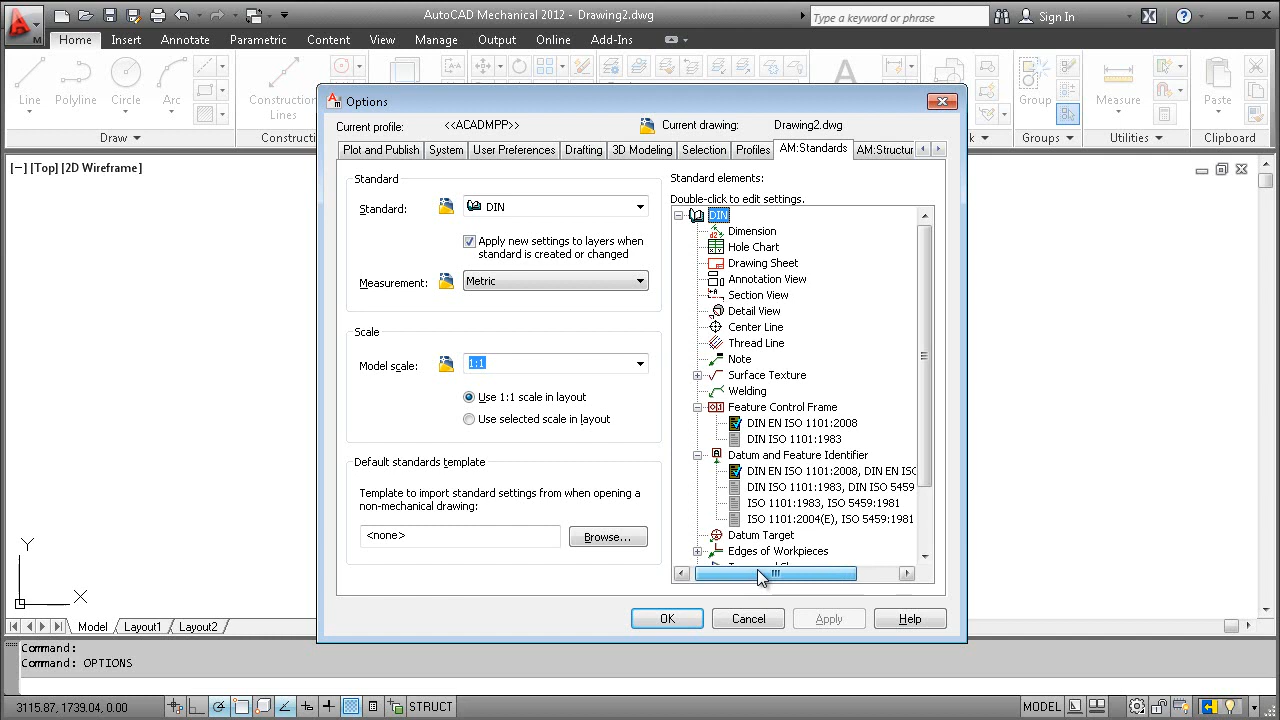 AutoCAD Mechanical 2012 - Drawing2.dwg
Type a keyword or phrase
Sign In
M
Home Insert Annotate Parametric Content View Manage Output Online Add-Ins
Line Polyline Circle Arc Construction Lines Group Measure Paste
Draw Constructi Groups Utilities Clipboard
[−] [Top] [2D Wireframe]
Options
Current profile: <<ACADMPP>> Current drawing: Drawing2.dwg
Plot and Publish System User Preferences Drafting 3D Modeling Selection Profiles AM:Standards AM:Structur
Standard
Standard: DIN
Apply new settings to layers when
standard is created or changed
Measurement: Metric
Scale
Model scale: 1:1
Use 1:1 scale in layout
Use selected scale in layout
Default standards template
Template to import standard settings from when opening a
non-mechanical drawing:
<none> Browse...
Standard elements:
Double-click to edit settings.
DIN
Dimension
Hole Chart
Drawing Sheet
Annotation View
Section View
Detail View
Center Line
Thread Line
Note
Surface Texture
Welding
Feature Control Frame
DIN EN ISO 1101:2008
DIN ISO 1101:1983
Datum and Feature Identifier
DIN EN ISO 1101:2008, DIN EN ISO
DIN ISO 1101:1983, DIN ISO 5459
ISO 1101:1983, ISO 5459:1981
ISO 1101:2004(E), ISO 5459:1981
Datum Target
Edges of Workpieces
OK Cancel Apply Help
Y
X
Model Layout1 Layout2
Command:
Command: OPTIONS
3115.87, 1739.04, 0.00 STRUCT MODEL